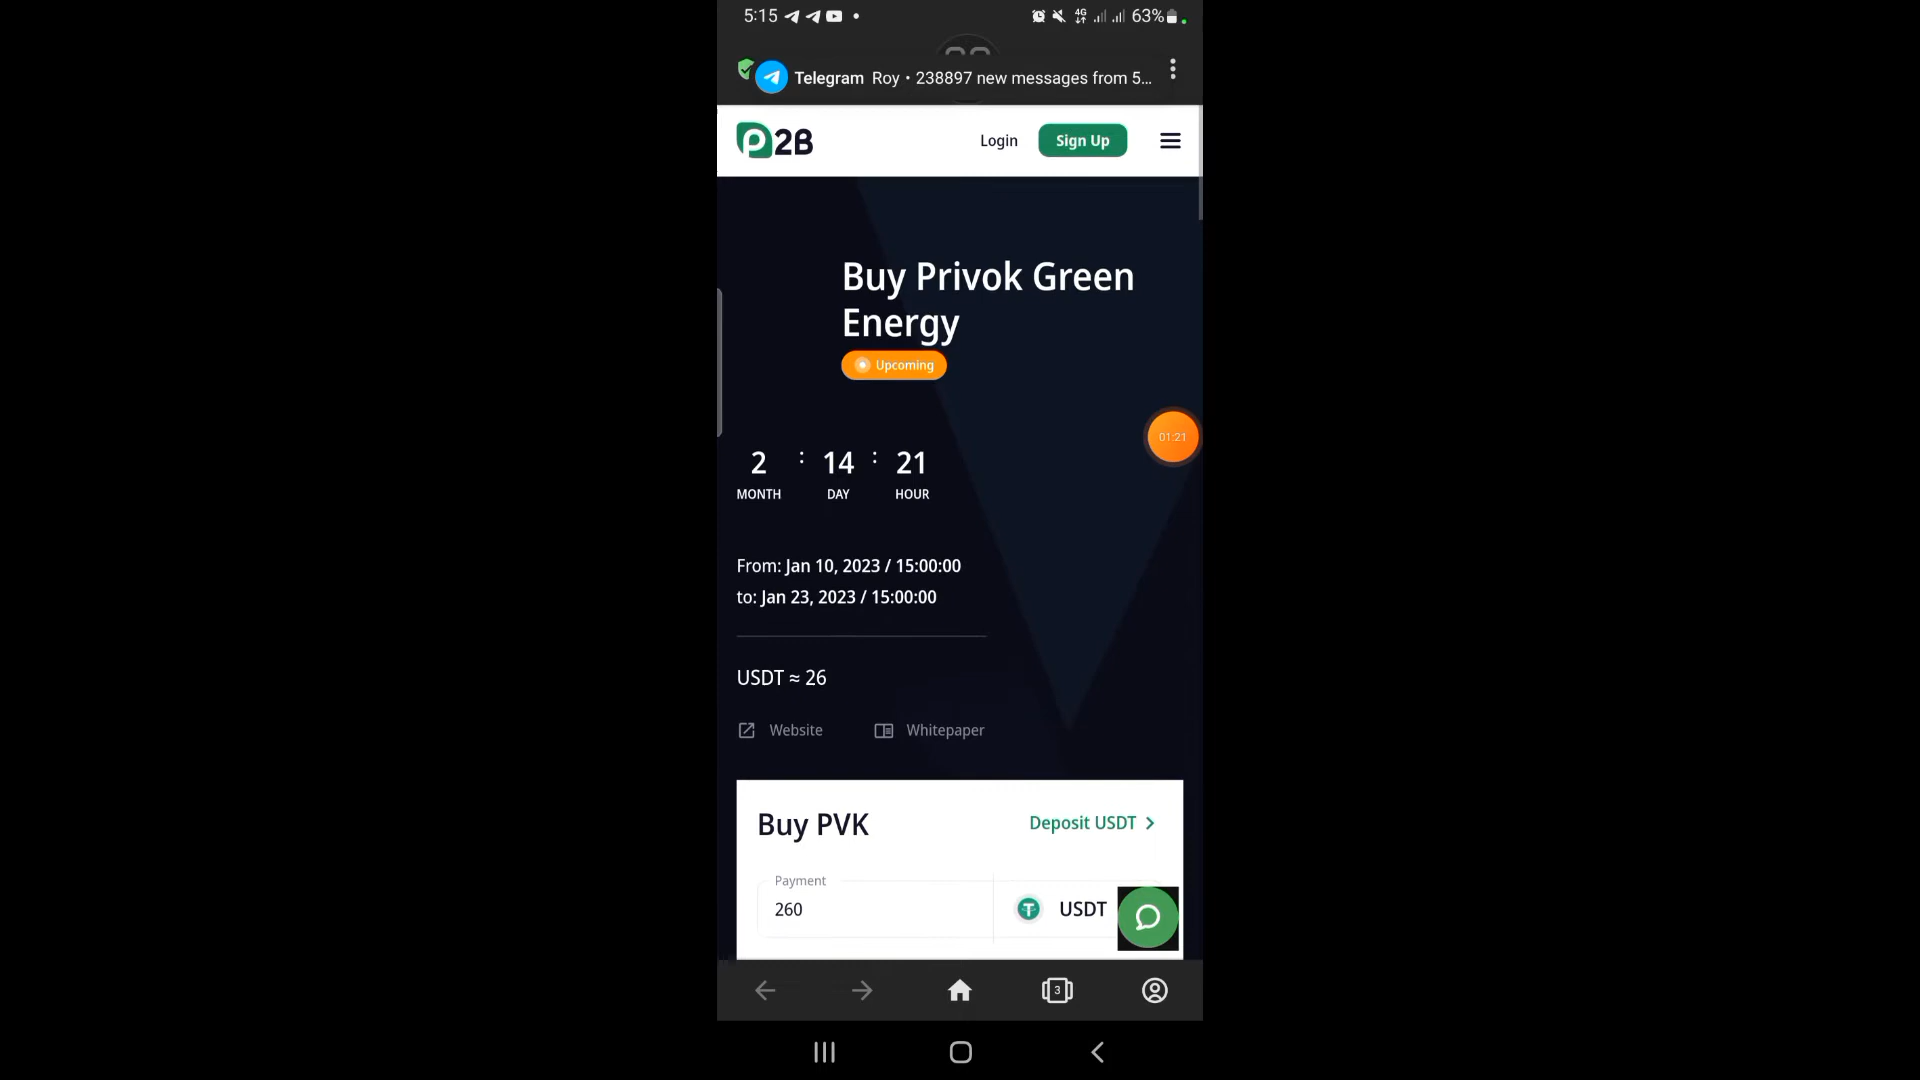 5:15 4G 63%
Telegram Roy • 238897 new messages from 5...
P2B Login Sign Up
Buy Privok Green
Energy
Upcoming
01:21
2 : 14 : 21
MONTH DAY HOUR
From: Jan 10, 2023 / 15:00:00
to: Jan 23, 2023 / 15:00:00
USDT ≈ 26
Website Whitepaper
Buy PVK Deposit USDT
Payment
260 USDT
3